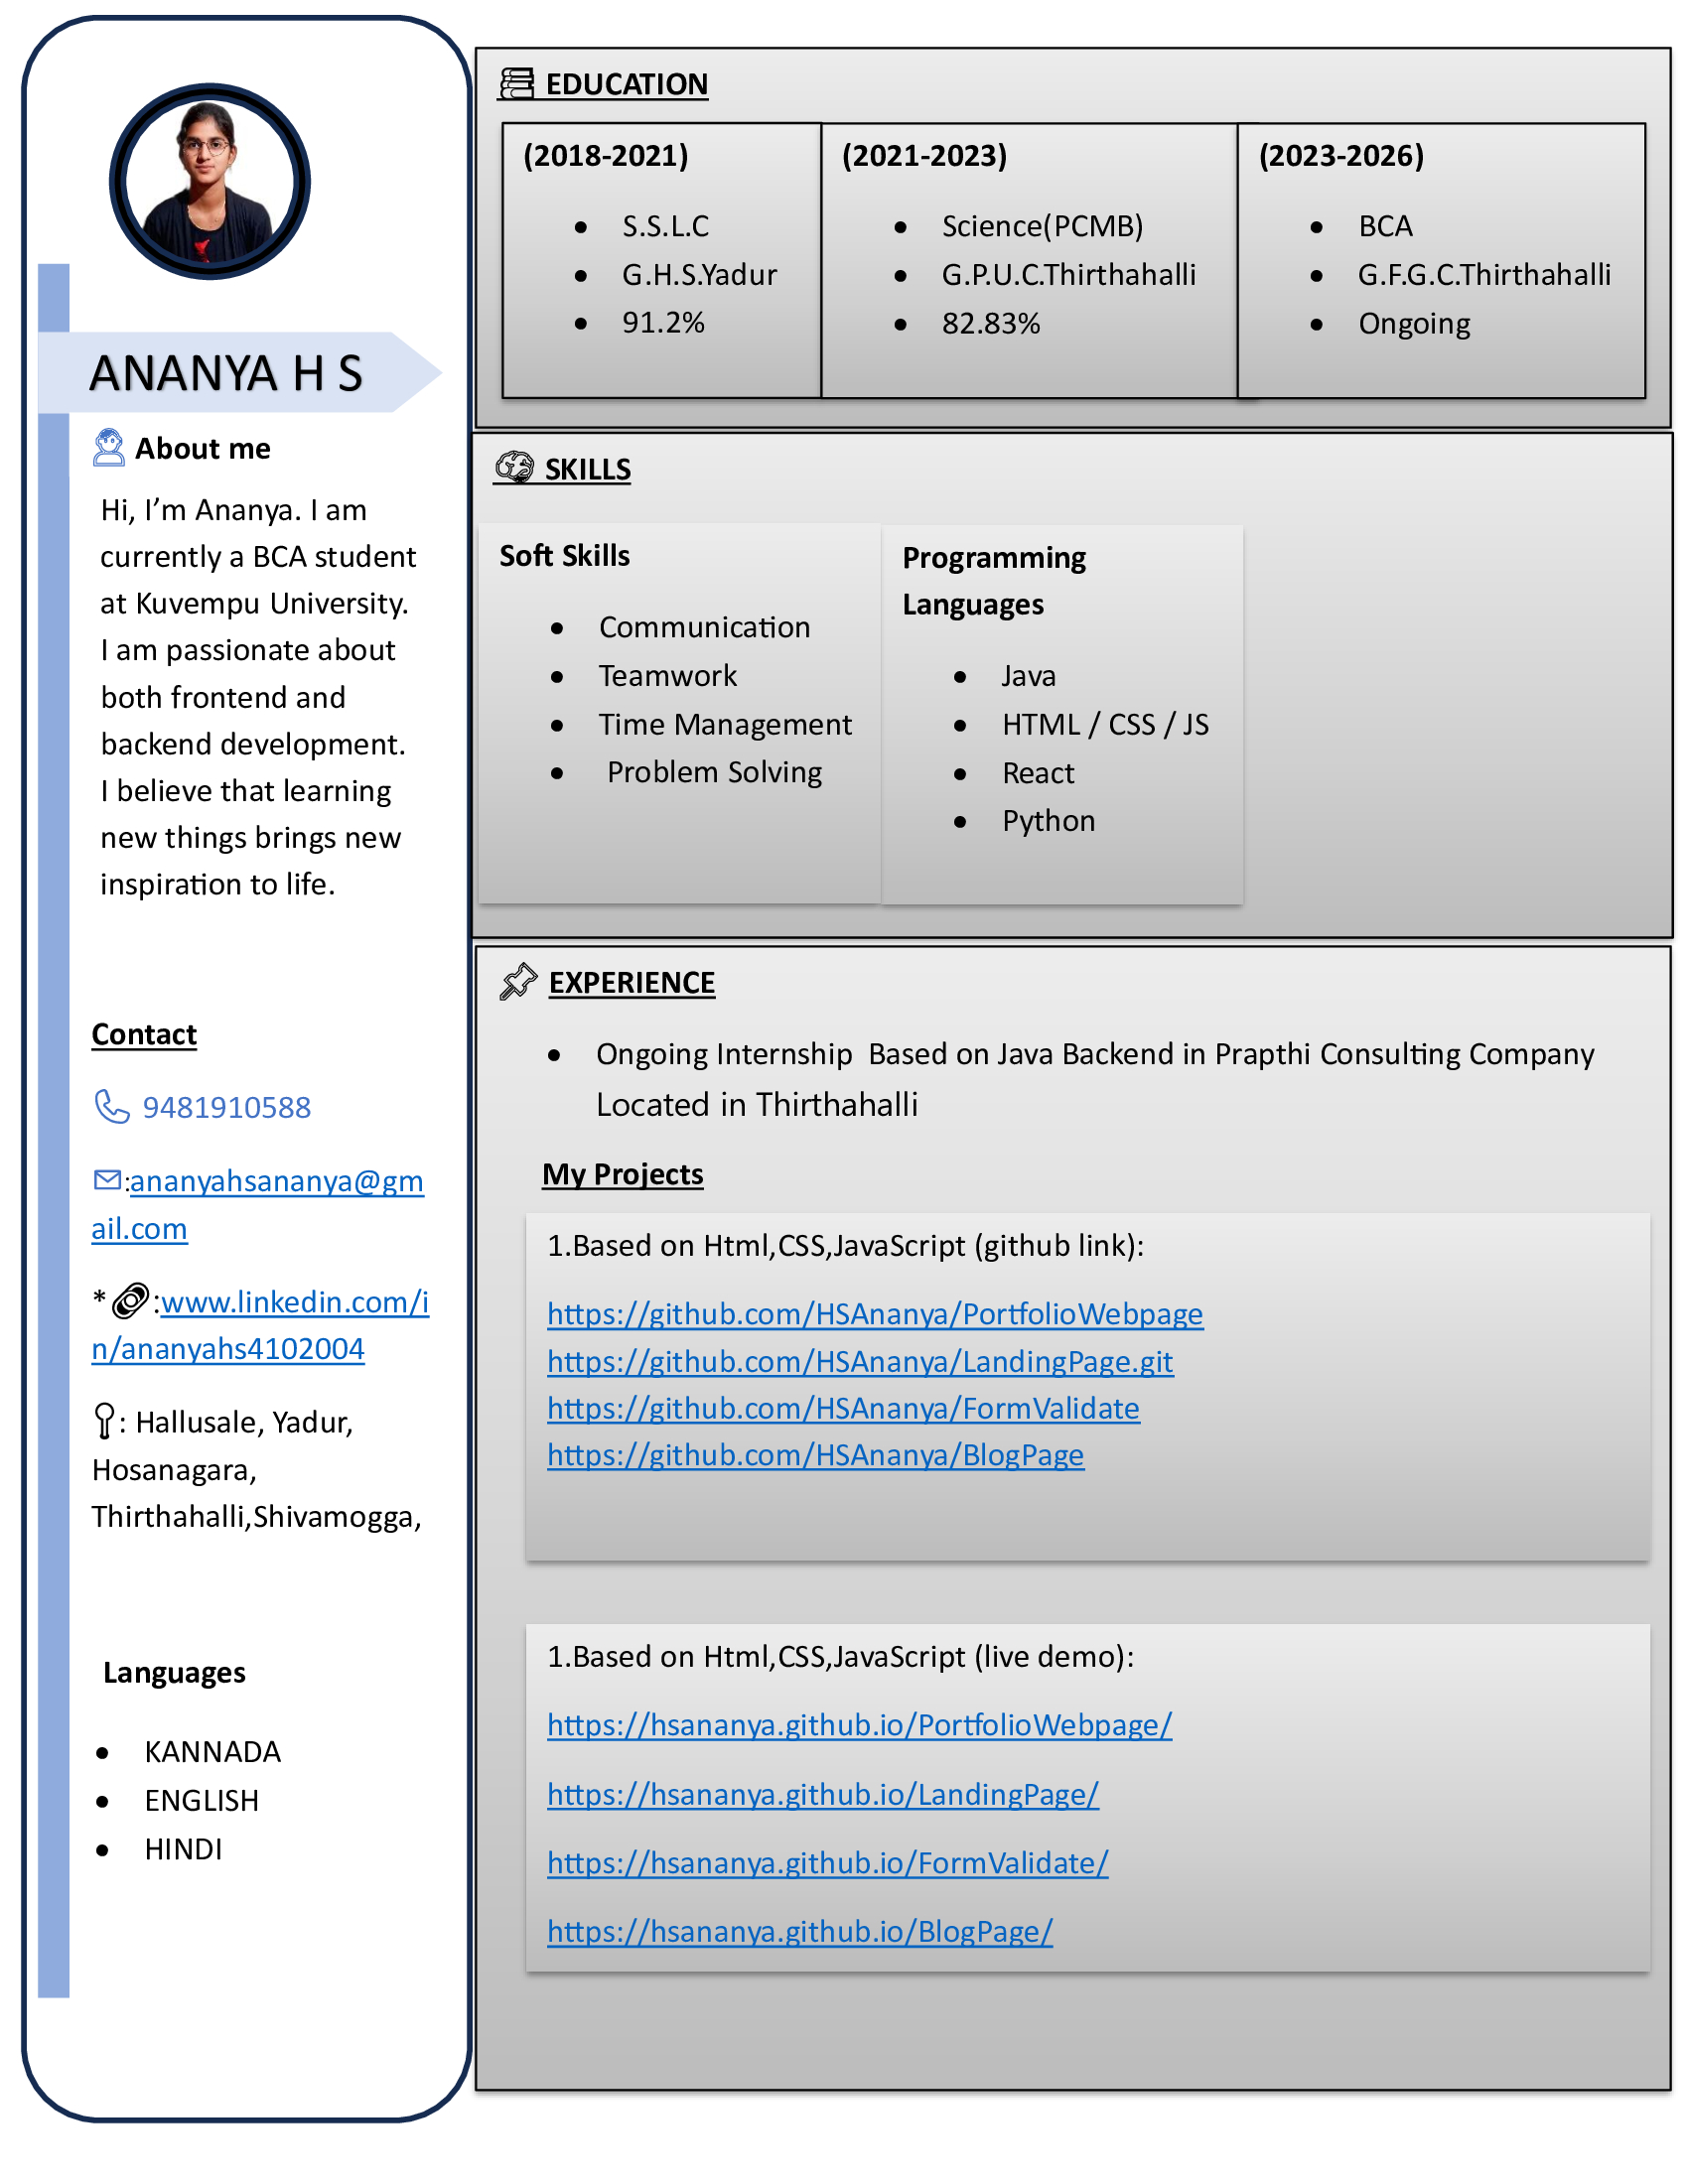 ANANYA H S
About me
Hi, I’m Ananya. I am
currently a BCA student
at Kuvempu University.
I am passionate about
both frontend and
backend development.
I believe that learning
new things brings new
inspiration to life.
Contact
9481910588
:ananyahsananya@gm
ail.com
* :www.linkedin.com/i
n/ananyahs4102004
: Hallusale, Yadur,
Hosanagara,
Thirthahalli,Shivamogga,
Languages
• KANNADA
• ENGLISH
• HINDI
EDUCATION
(2018-2021)
• S.S.L.C
• G.H.S.Yadur
• 91.2%
(2021-2023)
• Science(PCMB)
• G.P.U.C.Thirthahalli
• 82.83%
(2023-2026)
• BCA
• G.F.G.C.Thirthahalli
• Ongoing
SKILLS
Soft Skills
• Communication
• Teamwork
• Time Management
• Problem Solving
Programming
Languages
• Java
• HTML / CSS / JS
• React
• Python
EXPERIENCE
• Ongoing Internship  Based on Java Backend in Prapthi Consulting Company
Located in Thirthahalli
My Projects
1.Based on Html,CSS,JavaScript (github link):
https://github.com/HSAnanya/PortfolioWebpage
https://github.com/HSAnanya/LandingPage.git
https://github.com/HSAnanya/FormValidate
https://github.com/HSAnanya/BlogPage
1.Based on Html,CSS,JavaScript (live demo):
https://hsananya.github.io/PortfolioWebpage/
https://hsananya.github.io/LandingPage/
https://hsananya.github.io/FormValidate/
https://hsananya.github.io/BlogPage/